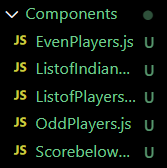 Components
JS EvenPlayers.js U
JS ListofIndian... U
JS ListofPlayers... U
JS OddPlayers.js U
JS Scorebelow... U